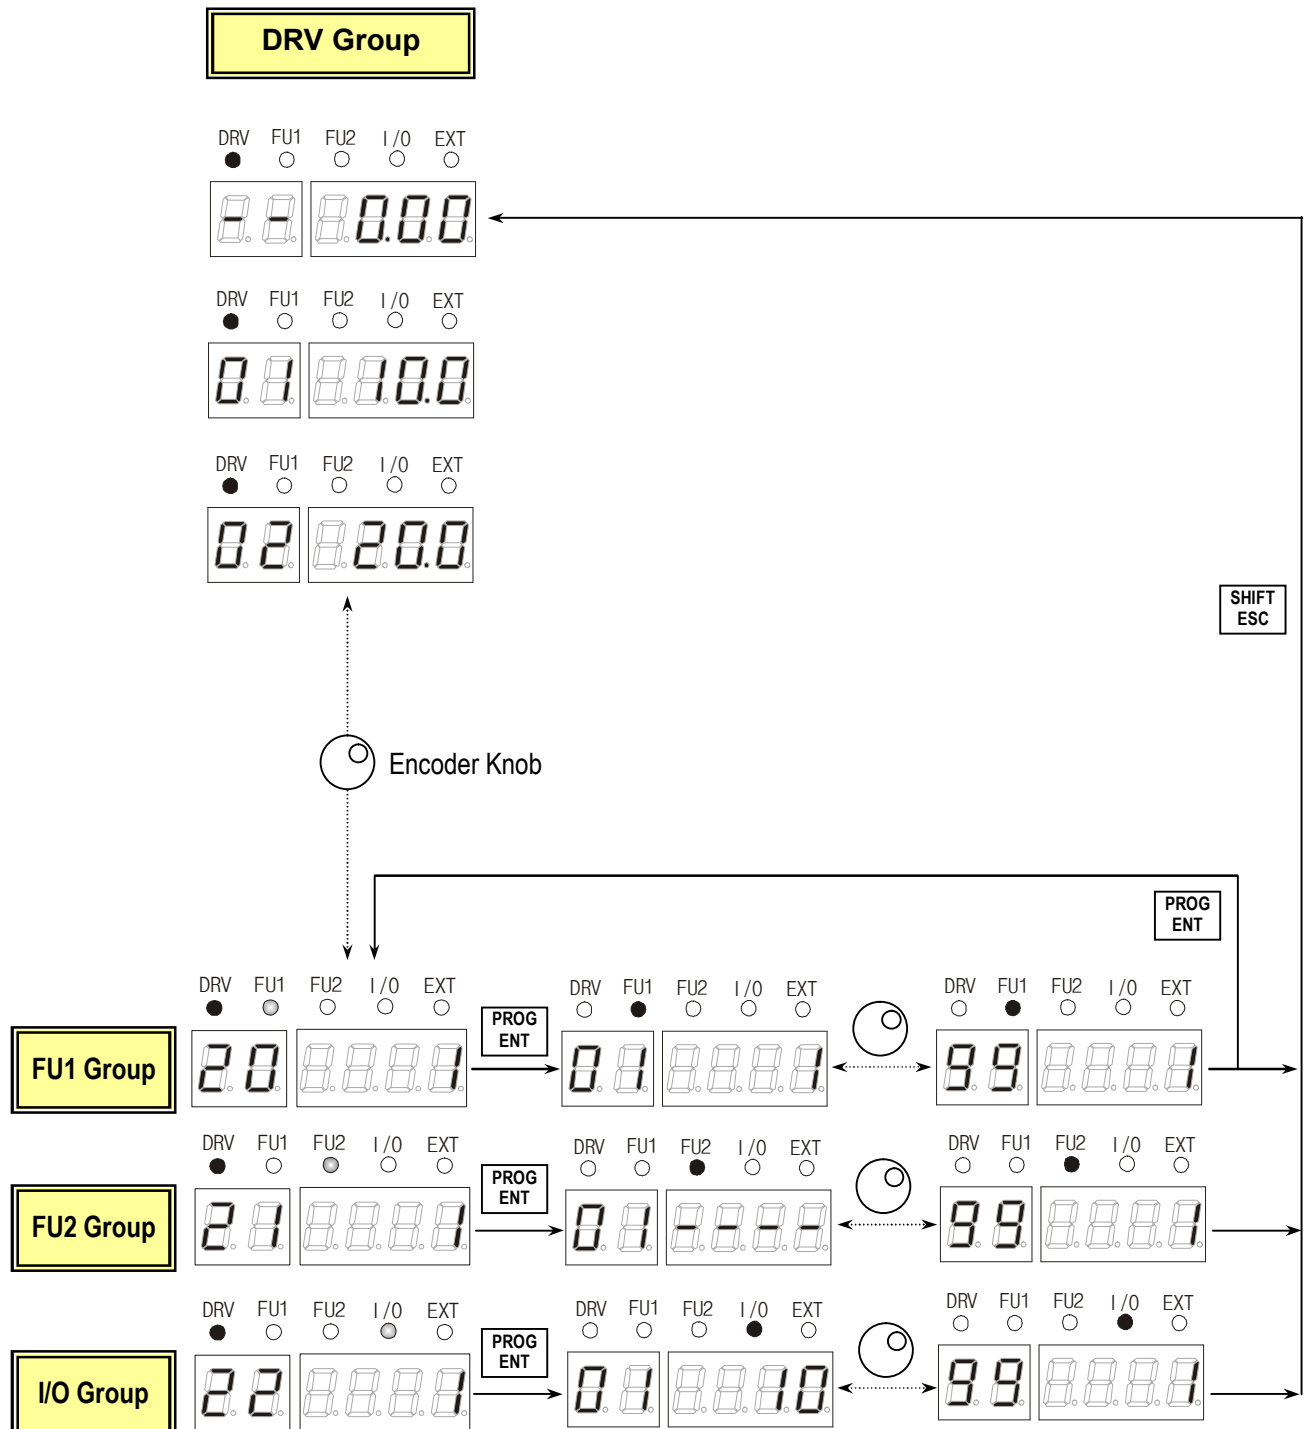 DRV Group
DRV FU1 FU2 I/0 EXT
-- 0.00
DRV FU1 FU2 I/0 EXT
01 10.0
DRV FU1 FU2 I/0 EXT
02 20.0
SHIFT
ESC
Encoder Knob
PROG
ENT
DRV FU1 FU2 I/0 EXT
DRV FU1 FU2 I/0 EXT
DRV FU1 FU2 I/0 EXT
FU1 Group
20 1
PROG
ENT
01 1
99 1
DRV FU1 FU2 I/0 EXT
DRV FU1 FU2 I/0 EXT
DRV FU1 FU2 I/0 EXT
FU2 Group
21 1
PROG
ENT
01 ----
99 1
DRV FU1 FU2 I/0 EXT
DRV FU1 FU2 I/0 EXT
DRV FU1 FU2 I/0 EXT
I/O Group
22 1
PROG
ENT
01 10
99 1